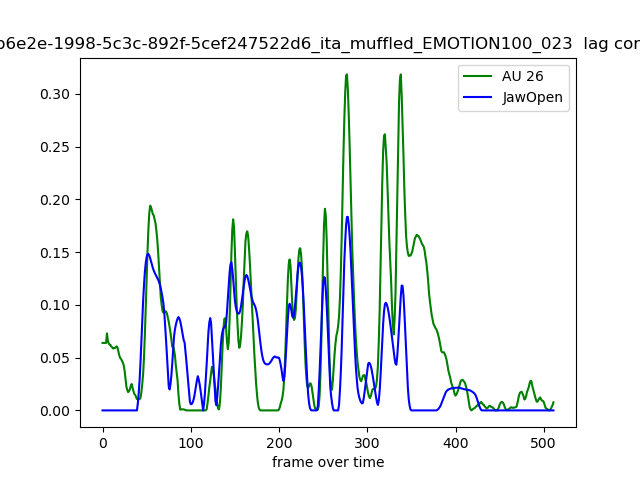 b6e2e-1998-5c3c-892f-5cef247522d6_ita_muffled_EMOTION100_023 lag cor
AU 26
JawOpen
0.30
0.25
0.20
0.15
0.10
0.05
0.00
0 100 200 300 400 500
frame over time